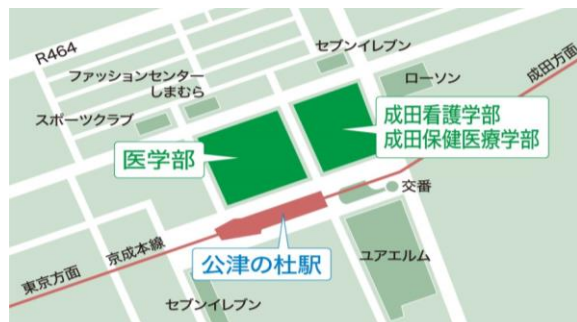 R464
セブンイレブン
成田方面
ファッションセンター
しまむら
ローソン
スポーツクラブ
成田看護学部
成田保健医療学部
医学部
交番
京成本線
公津の杜駅
ユアエルム
東京方面
セブンイレブン